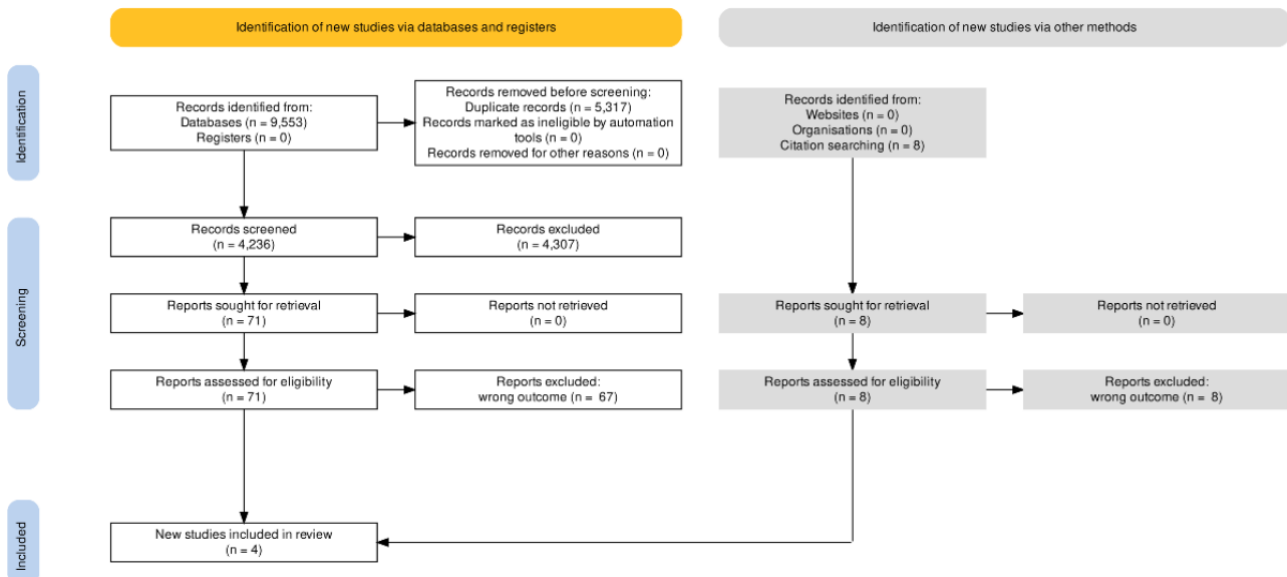 Identification of new studies via databases and registers
Identification of new studies via other methods
Identification
Records identified from:
Databases (n = 9,553)
Registers (n = 0)
Records removed before screening:
Duplicate records (n = 5,317)
Records marked as ineligible by automation
tools (n = 0)
Records removed for other reasons (n = 0)
Records identified from:
Websites (n = 0)
Organisations (n = 0)
Citation searching (n = 8)
Screening
Records screened
(n = 4,236)
Records excluded
(n = 4,307)
Reports sought for retrieval
(n = 71)
Reports not retrieved
(n = 0)
Reports sought for retrieval
(n = 8)
Reports not retrieved
(n = 0)
Reports assessed for eligibility
(n = 71)
Reports excluded:
wrong outcome (n = 67)
Reports assessed for eligibility
(n = 8)
Reports excluded:
wrong outcome (n = 8)
Included
New studies included in review
(n = 4)